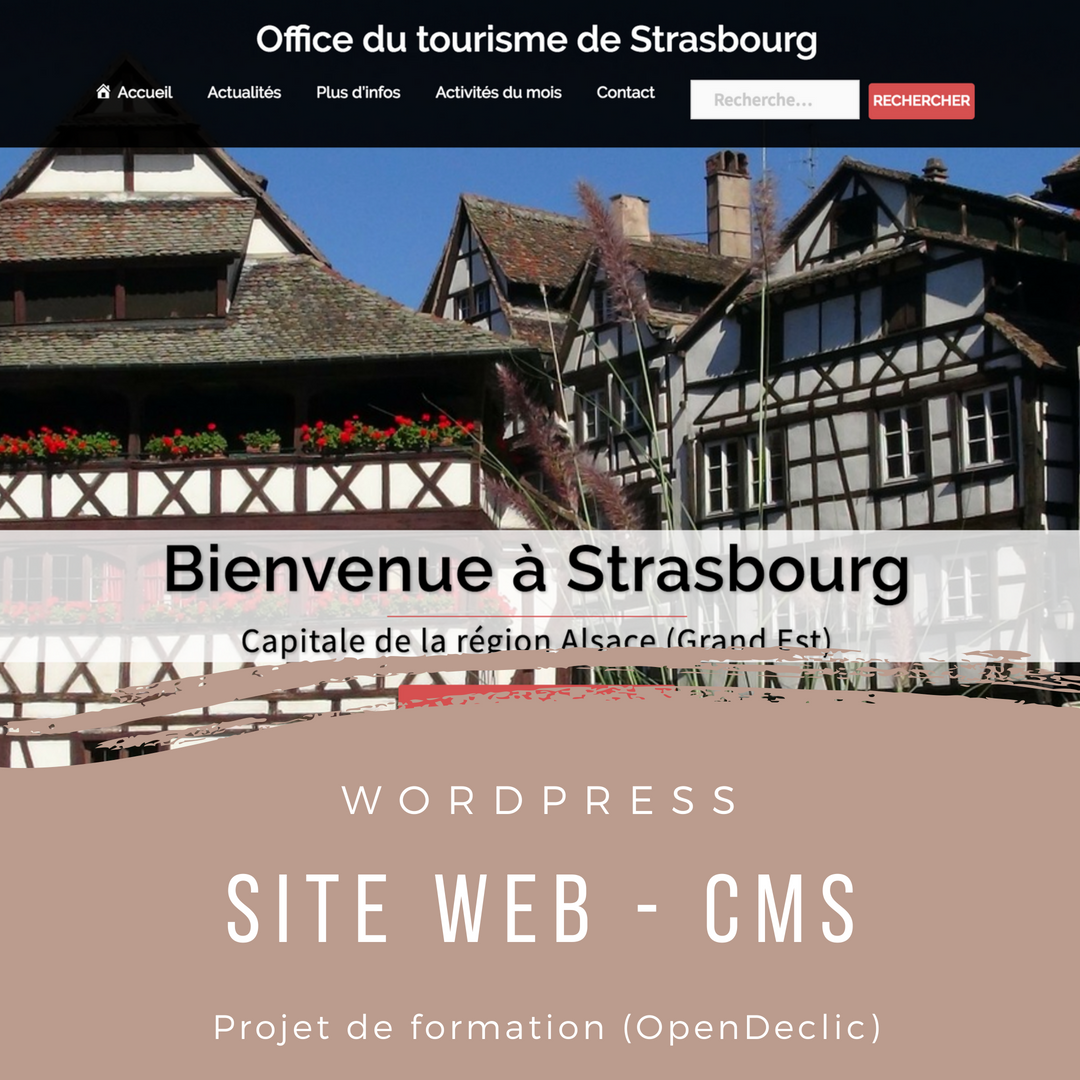 Office du tourisme de Strasbourg
Accueil Actualités Plus d'infos Activités du mois Contact Recherche... RECHERCHER
Bienvenue à Strasbourg
Capitale de la région Alsace (Grand Est)
WORDPRESS
SITE WEB - CMS
Projet de formation (OpenDeclic)